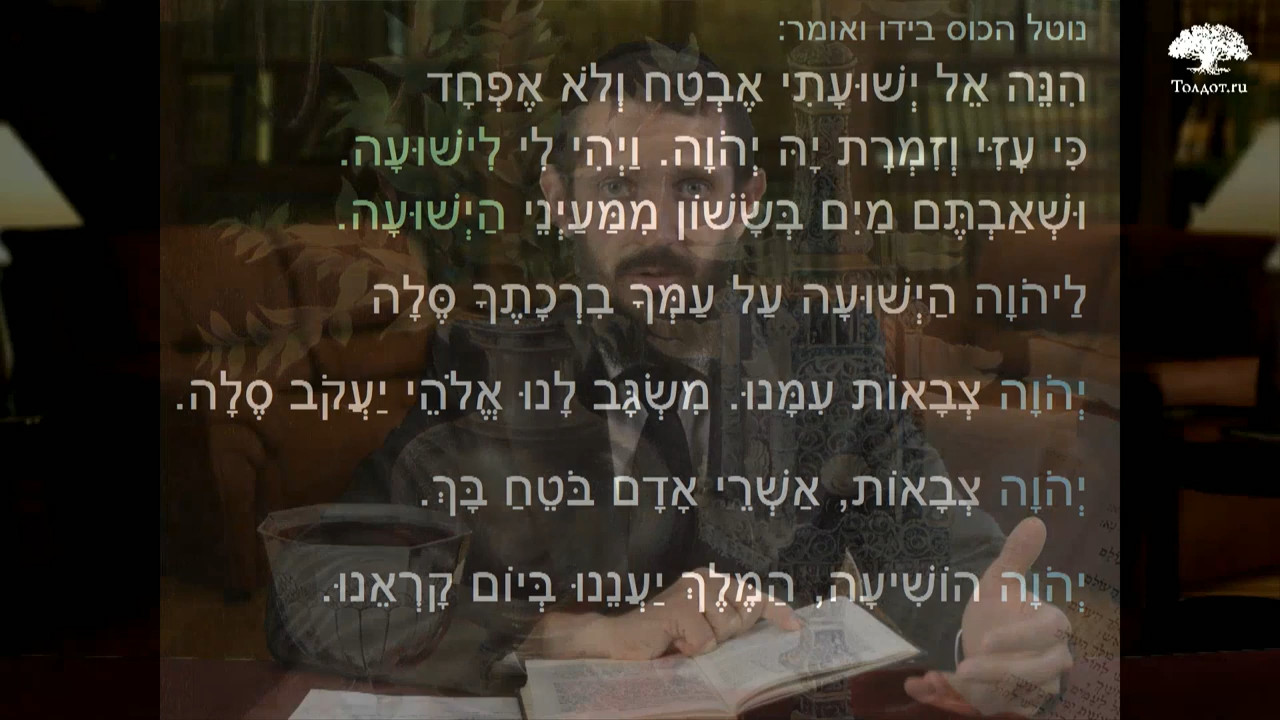 נוטל הכוס בידו ואומר:
הִנֵּה אֵל יְשׁוּעָתִי אֶבְטַח וְלֹא אֶפְחָד
כִּי עָזִּי וְזִמְרָת יָהּ יְהֹוָה. וַיְהִי לִי לִישׁוּעָה.
וּשְׁאַבְתֶּם מַיִם בְּשָׂשׂוֹן מִמַּעַיְנֵי הַיְשׁוּעָה.
לַיהֹוָה הַיְשׁוּעָה עַל עַמְּךָ בִרְכָתֶךָ סֶּלָה
יְהֹוָה צְבָאוֹת עִמָּנוּ. מִשְׂגָּב לָנוּ אֱלֹהֵי יַעֲקֹב סֶלָה.
יְהֹוָה צְבָאוֹת, אַשְׁרֵי אָדָם בֹּטֵחַ בָּךְ.
יְהֹוָה הוֹשִׁיעָה, הַמֶּלֶךְ יַעֲנֵנוּ בְּיוֹם קָרְאֵנוּ.
Толдот.ru